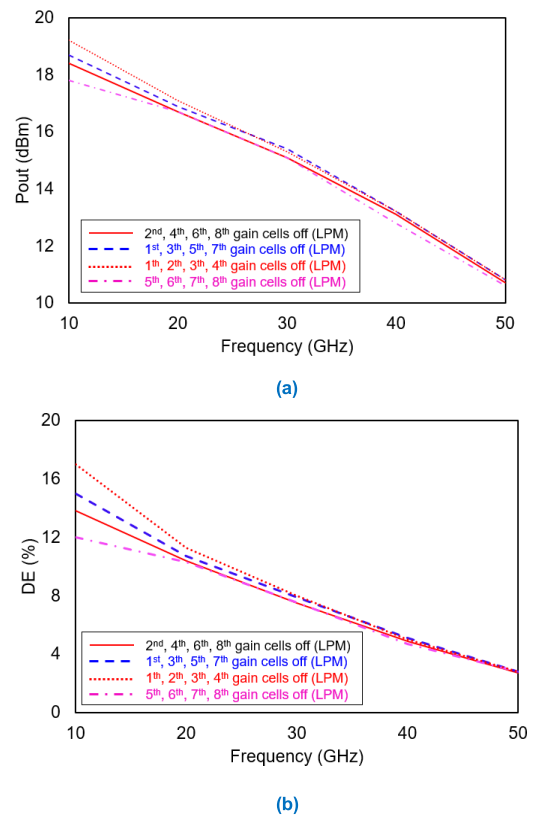 20
18
16
14
12
10
Pout (dBm)
2nd, 4th, 6th, 8th gain cells off (LPM)
1st, 3th, 5th, 7th gain cells off (LPM)
1th, 2th, 3th, 4th gain cells off (LPM)
5th, 6th, 7th, 8th gain cells off (LPM)
10 20 30 40 50
Frequency (GHz)
(a)
20
16
12
8
4
0
DE (%)
2nd, 4th, 6th, 8th gain cells off (LPM)
1st, 3th, 5th, 7th gain cells off (LPM)
1th, 2th, 3th, 4th gain cells off (LPM)
5th, 6th, 7th, 8th gain cells off (LPM)
10 20 30 40 50
Frequency (GHz)
(b)